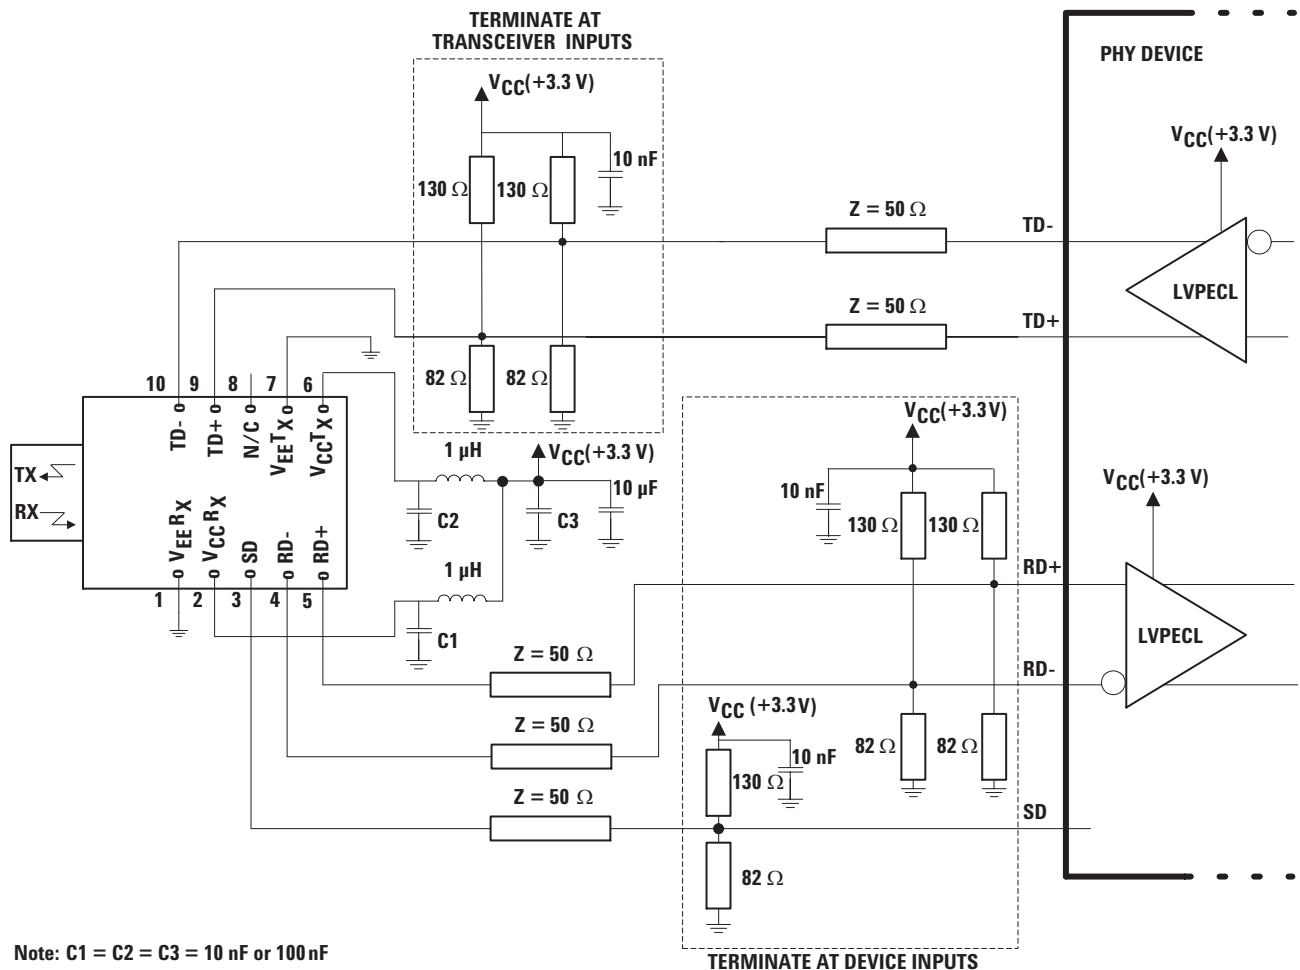 TERMINATE AT
TRANSCEIVER INPUTS
VCC(+3.3 V)
10 nF
130 Ω
130 Ω
82 Ω
82 Ω
PHY DEVICE
VCC(+3.3 V)
Z = 50 Ω
TD-
LVPECL
Z = 50 Ω
TD+
10
9
8
7
6
TD-
TD+
N/C
VEETX
VCCTX
TX
RX
VEERX
VCCRX
SD
RD-
RD+
1
2
3
4
5
1 µH
VCC(+3.3 V)
10 µF
C2
C3
1 µH
C1
VCC(+3.3V)
10 nF
130 Ω
130 Ω
VCC(+3.3 V)
RD+
LVPECL
RD-
Z = 50 Ω
Z = 50 Ω
Z = 50 Ω
VCC (+3.3V)
10 nF
130 Ω
82 Ω
82 Ω
82 Ω
SD
Note: C1 = C2 = C3 = 10 nF or 100 nF
TERMINATE AT DEVICE INPUTS